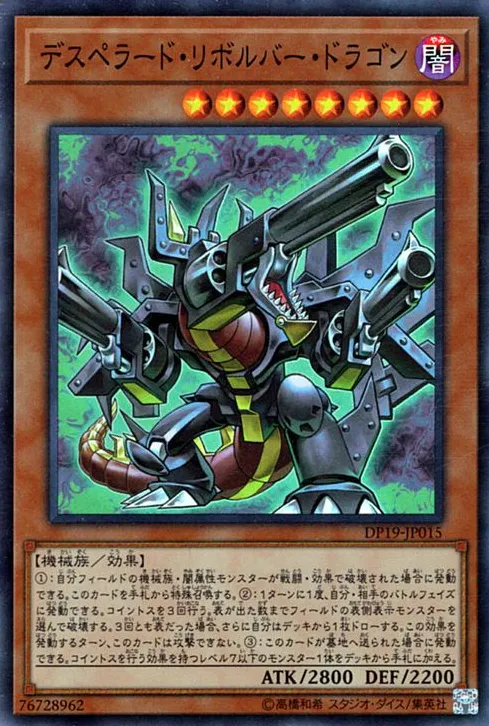 デスペラード・リボルバー・ドラゴン
やみ
闇
DP19-JP015
【機械族／効果】
①：自分フィールドの機械族・闇属性モンスターが戦闘・効果で破壊された場合に発動
できる。このカードを手札から特殊召喚する。②：1ターンに1度、自分・相手のバトルフェイズ
に発動できる。コイントスを3回行う。表が出た数までフィールドの表側表示モンスターを
選んで破壊する。3回とも表だった場合、さらに自分はデッキから1枚ドローする。この効果を
発動するターン、このカードは攻撃できない。③：このカードが墓地へ送られた場合に発動
できる。コイントスを行う効果を持つレベル7以下のモンスター1体をデッキから手札に加える。
ATK/2800 DEF/2200
76728962
©高橋和希 スタジオ・ダイス/集英社